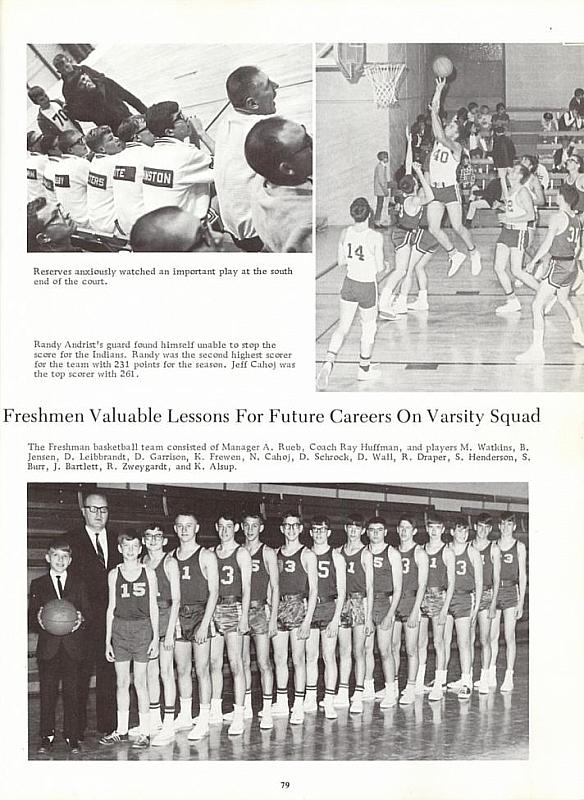 Reserves anxiously watched an important play at the south
end of the court.
Randy Andrist's guard found himself unable to stop the
score for the Indians. Randy was the second highest scorer
for the team with 231 points for the season. Jeff Cahoj was
the top scorer with 261.
Freshmen Valuable Lessons For Future Careers On Varsity Squad
The Freshman basketball team consisted of Manager A. Rueb, Coach Ray Huffman, and players M. Watkins, B.
Jensen, D. Leibbrandt, D. Garrison, K. Frewen, N. Cahoj, D. Schrock, D. Wall, R. Draper, S. Henderson, S.
Burr, J. Bartlett, R. Zweygardt, and K. Alsup.
14
40
15
79